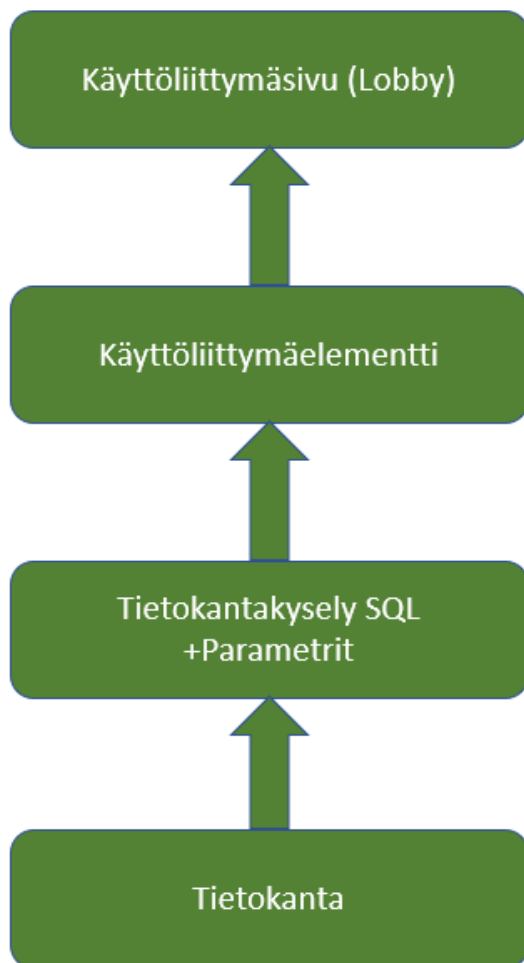 Käyttöliittymäsivu (Lobby)
Käyttöliittymäelementti
Tietokantakysely SQL
+Parametrit
Tietokanta